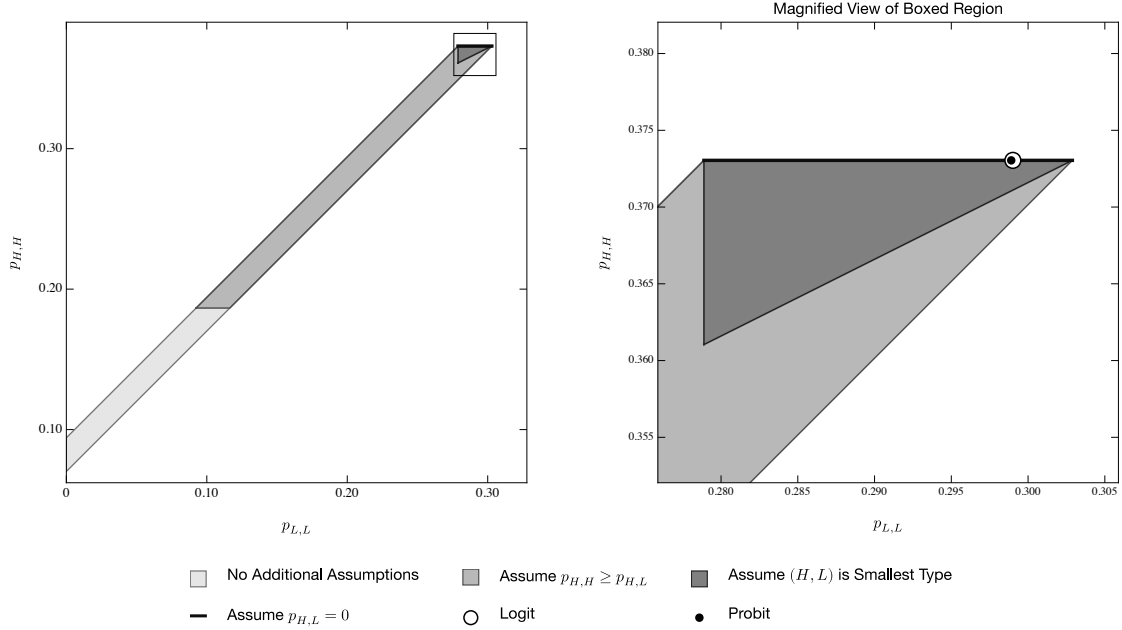 Magnified View of Boxed Region
0.30
0.20
0.10
p_{H,H}
0
0.10
0.20
0.30
p_{L,L}
0.380
0.375
0.370
0.365
0.360
0.355
p_{H,H}
0.280
0.285
0.290
0.295
0.300
0.305
p_{L,L}
No Additional Assumptions
Assume p_{H,H} ≥ p_{H,L}
Assume (H, L) is Smallest Type
Assume p_{H,L} = 0
Logit
Probit